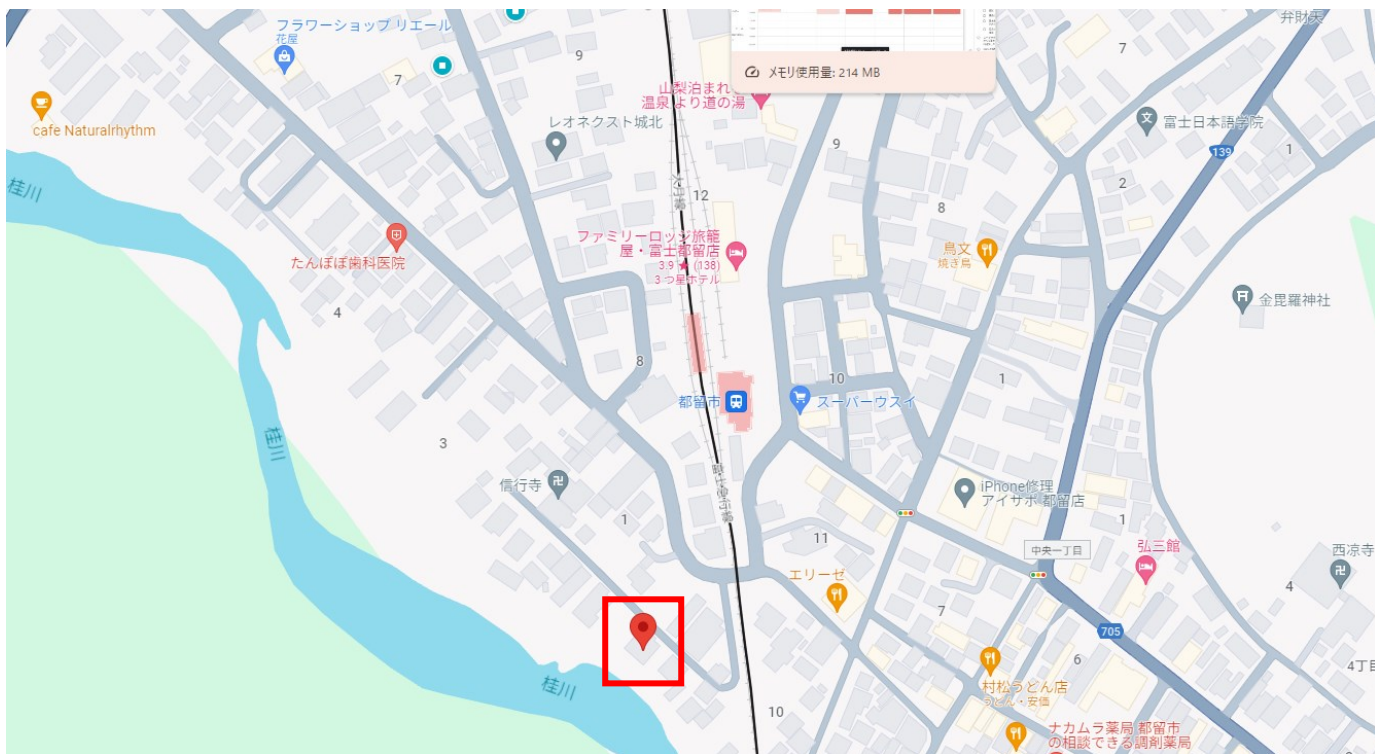 フラワーショップ リエール
花屋
弁財天
9
7
7
メモリ使用量: 214 MB
山梨泊まれ
温泉 より道の湯
cafe Naturalrhythm
レオネクスト城北
富士日本語学院
139
1
9
桂川
大月線
12
2
8
ファミリーロッジ旅籠
屋・富士都留店
3.9 ★ (138)
3 つ星ホテル
鳥文
焼き鳥
たんぽぽ歯科医院
4
金毘羅神社
8
10
1
都留市
スーパーウスイ
桂川
3
信行寺
富士急行線
iPhone修理
アイサポ 都留店
1
11
1
中央一丁目
弘三館
西凉寺
エリーゼ
4
7
705
桂川
6
4丁目
村松うどん店
うどん・安価
10
ナカムラ薬局 都留市
の相談できる調剤薬局